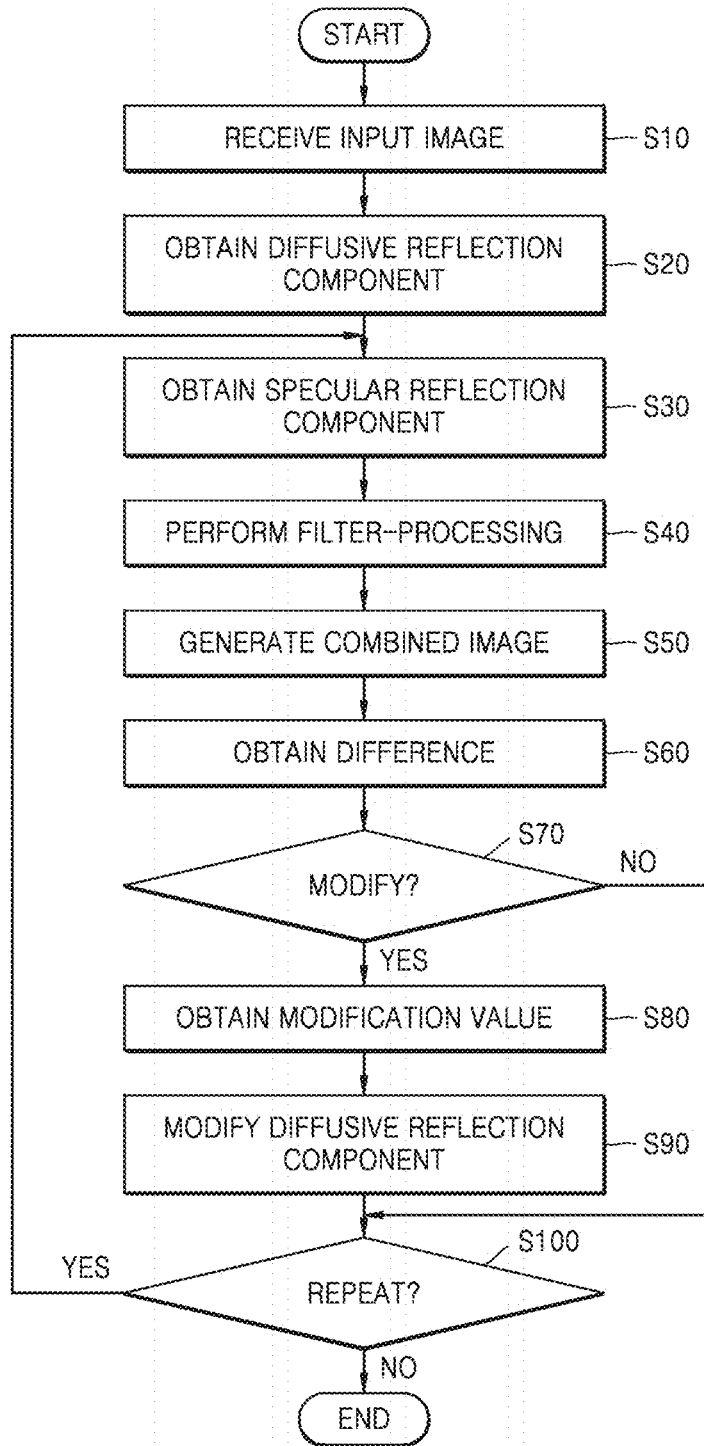 START
RECEIVE INPUT IMAGE
S10
OBTAIN DIFFUSIVE REFLECTION
COMPONENT
S20
OBTAIN SPECULAR REFLECTION
COMPONENT
S30
PERFORM FILTER-PROCESSING
S40
GENERATE COMBINED IMAGE
S50
OBTAIN DIFFERENCE
S60
S70
MODIFY?
NO
YES
OBTAIN MODIFICATION VALUE
S80
MODIFY DIFFUSIVE REFLECTION
COMPONENT
S90
S100
YES
REPEAT?
NO
END